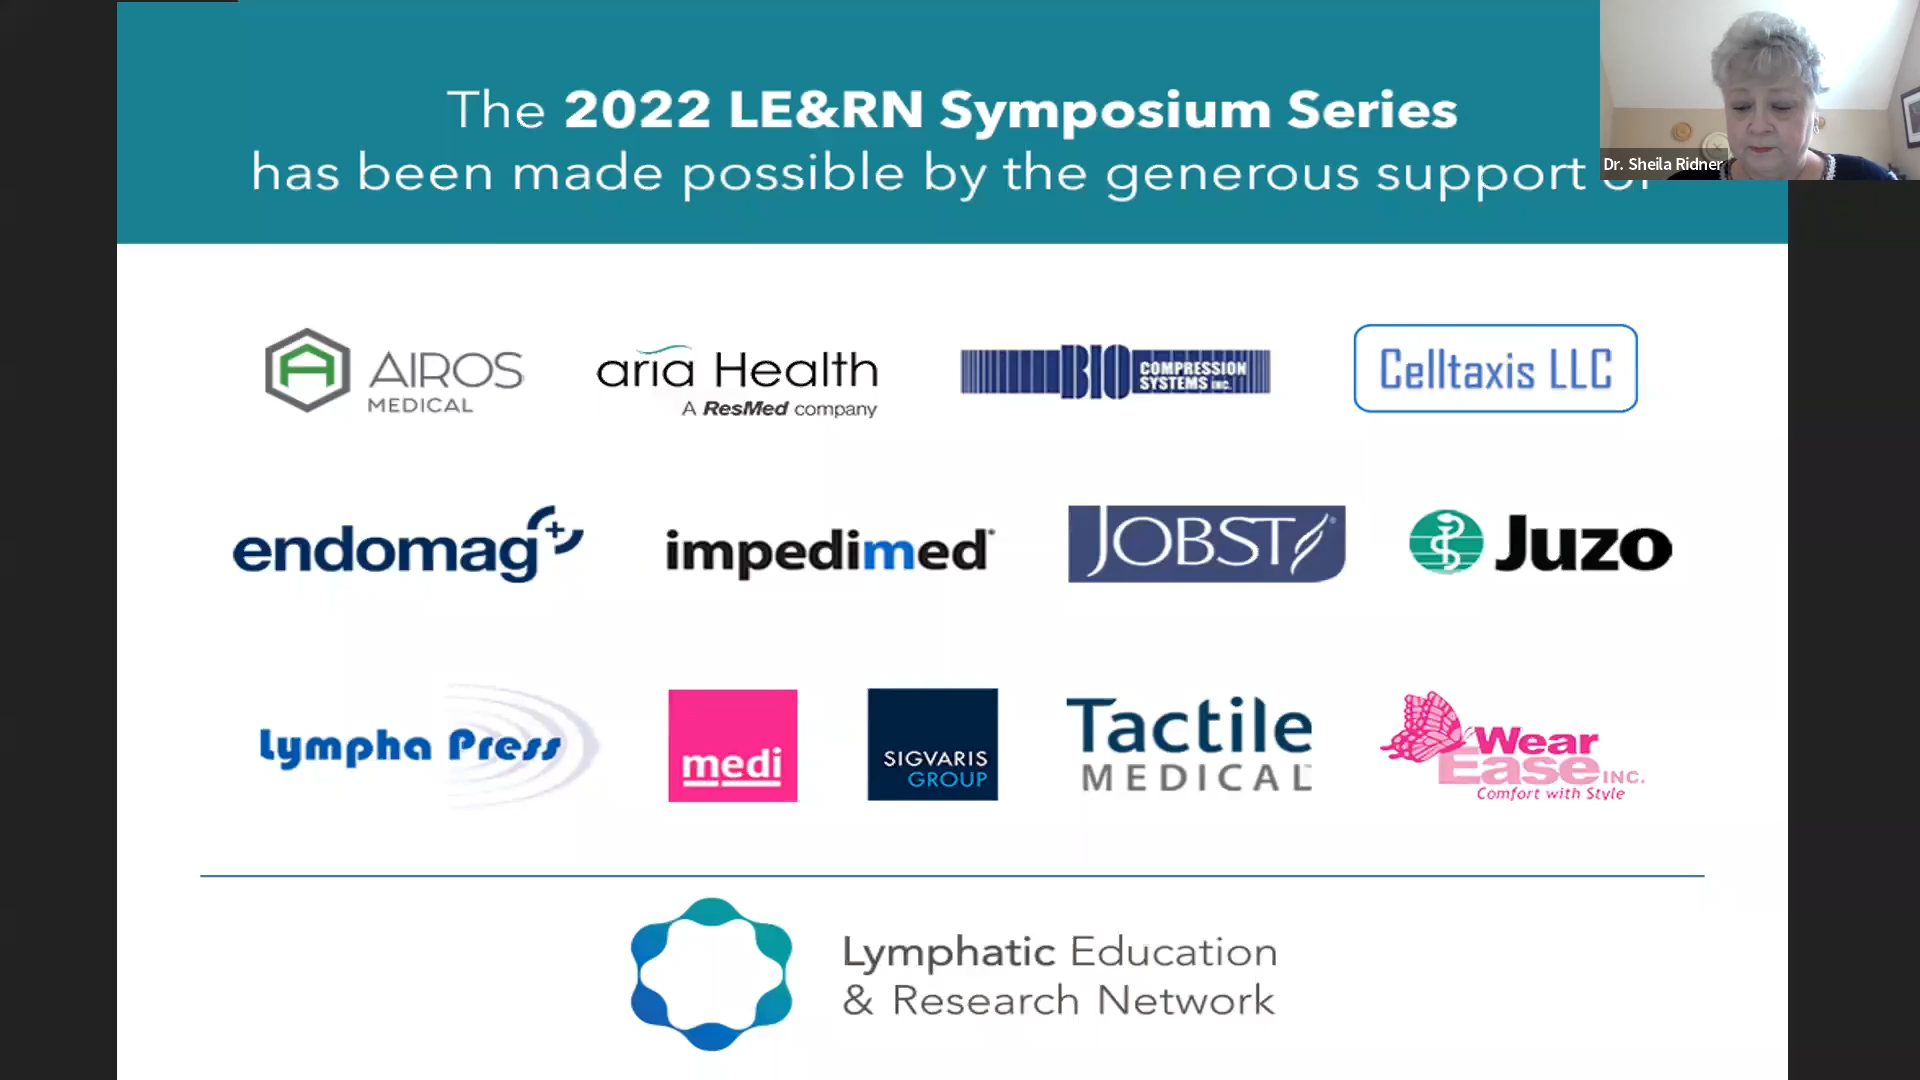 The 2022 LE&RN Symposium Series
has been made possible by the generous support of
Dr. Sheila Ridner
AIROS
MEDICAL
aria Health
A ResMed company
BIO COMPRESSION
SYSTEMS INC.
Celltaxis LLC
endomag
impedimed
JOBST
Juzo
Lympha Press
medi
SIGVARIS
GROUP
Tactile
MEDICAL
Wear
Ease INC.
Comfort with Style
Lymphatic Education
& Research Network